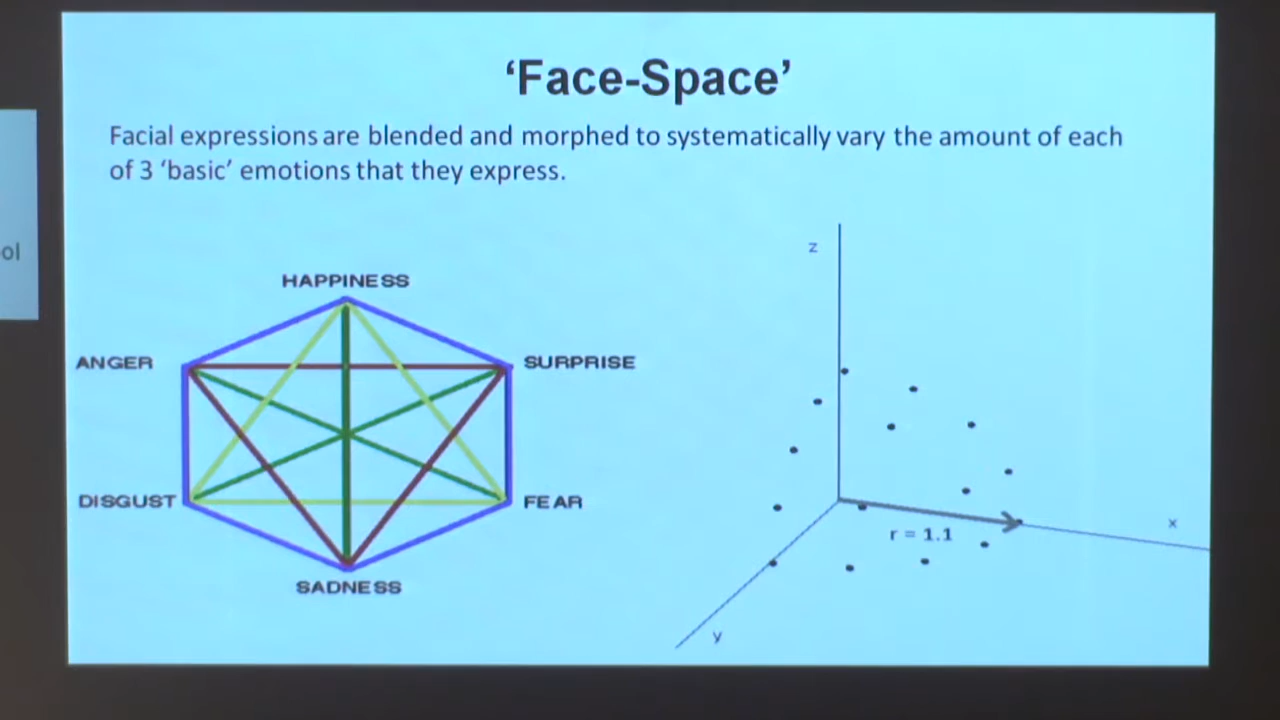 ‘Face-Space’
Facial expressions are blended and morphed to systematically vary the amount of each
of 3 ‘basic’ emotions that they express.
ol
HAPPINESS
ANGER
SURPRISE
DISGUST
FEAR
SADNESS
z
r = 1.1
x
y